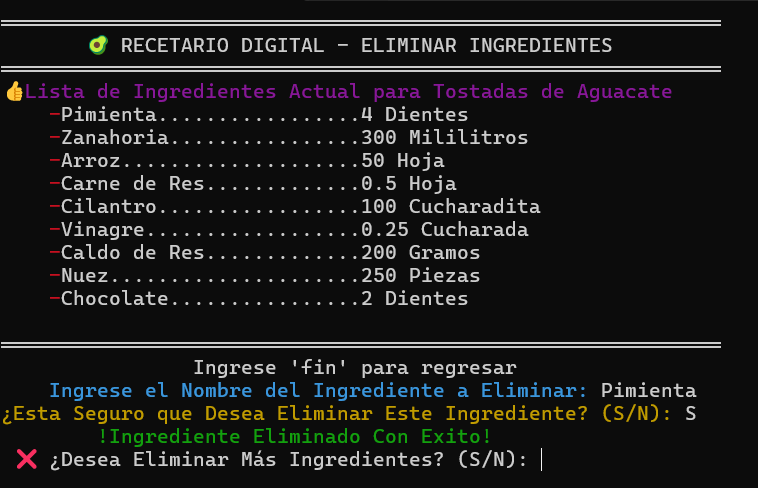 🥑 RECETARIO DIGITAL - ELIMINAR INGREDIENTES
👍Lista de Ingredientes Actual para Tostadas de Aguacate
-Pimienta.................4 Dientes
-Zanahoria................300 Mililitros
-Arroz....................50 Hoja
-Carne de Res.............0.5 Hoja
-Cilantro.................100 Cucharadita
-Vinagre..................0.25 Cucharada
-Caldo de Res.............200 Gramos
-Nuez.....................250 Piezas
-Chocolate................2 Dientes
Ingrese 'fin' para regresar
Ingrese el Nombre del Ingrediente a Eliminar: Pimienta
¿Esta Seguro que Desea Eliminar Este Ingrediente? (S/N): S
!Ingrediente Eliminado Con Exito!
❌ ¿Desea Eliminar Más Ingredientes? (S/N):